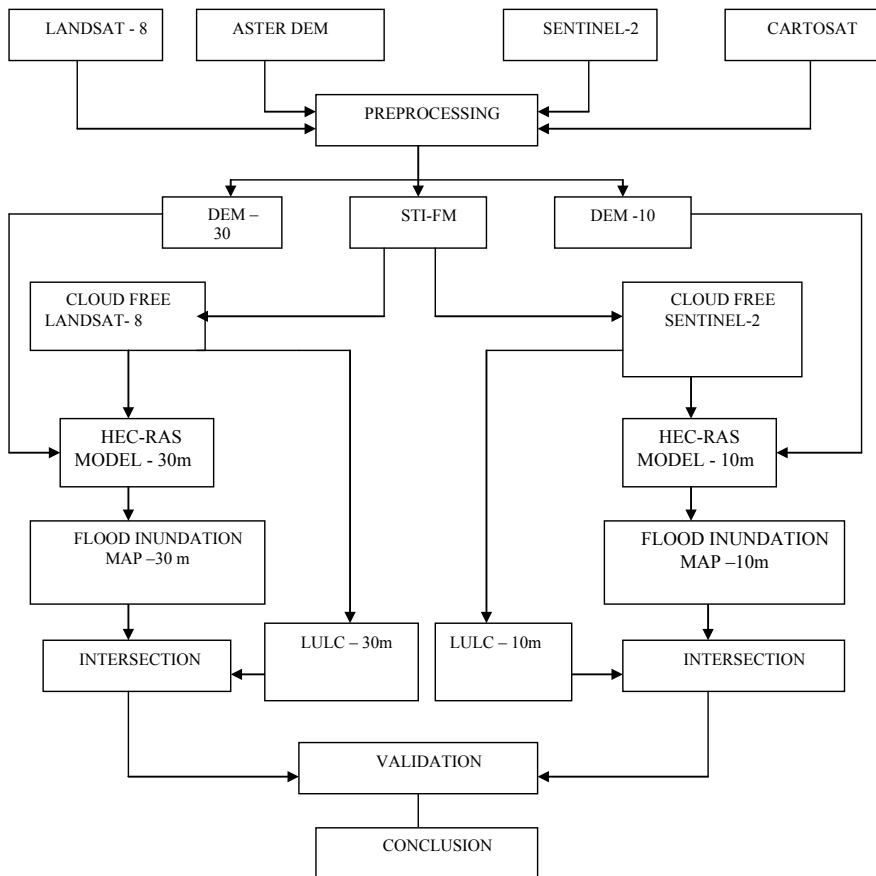 LANDSAT - 8
ASTER DEM
SENTINEL-2
CARTOSAT
PREPROCESSING
DEM –
30
STI-FM
DEM -10
CLOUD FREE
LANDSAT- 8
CLOUD FREE
SENTINEL-2
HEC-RAS
MODEL - 30m
HEC-RAS
MODEL - 10m
FLOOD INUNDATION
MAP –30 m
FLOOD INUNDATION
MAP –10m
LULC – 30m
LULC – 10m
INTERSECTION
INTERSECTION
VALIDATION
CONCLUSION